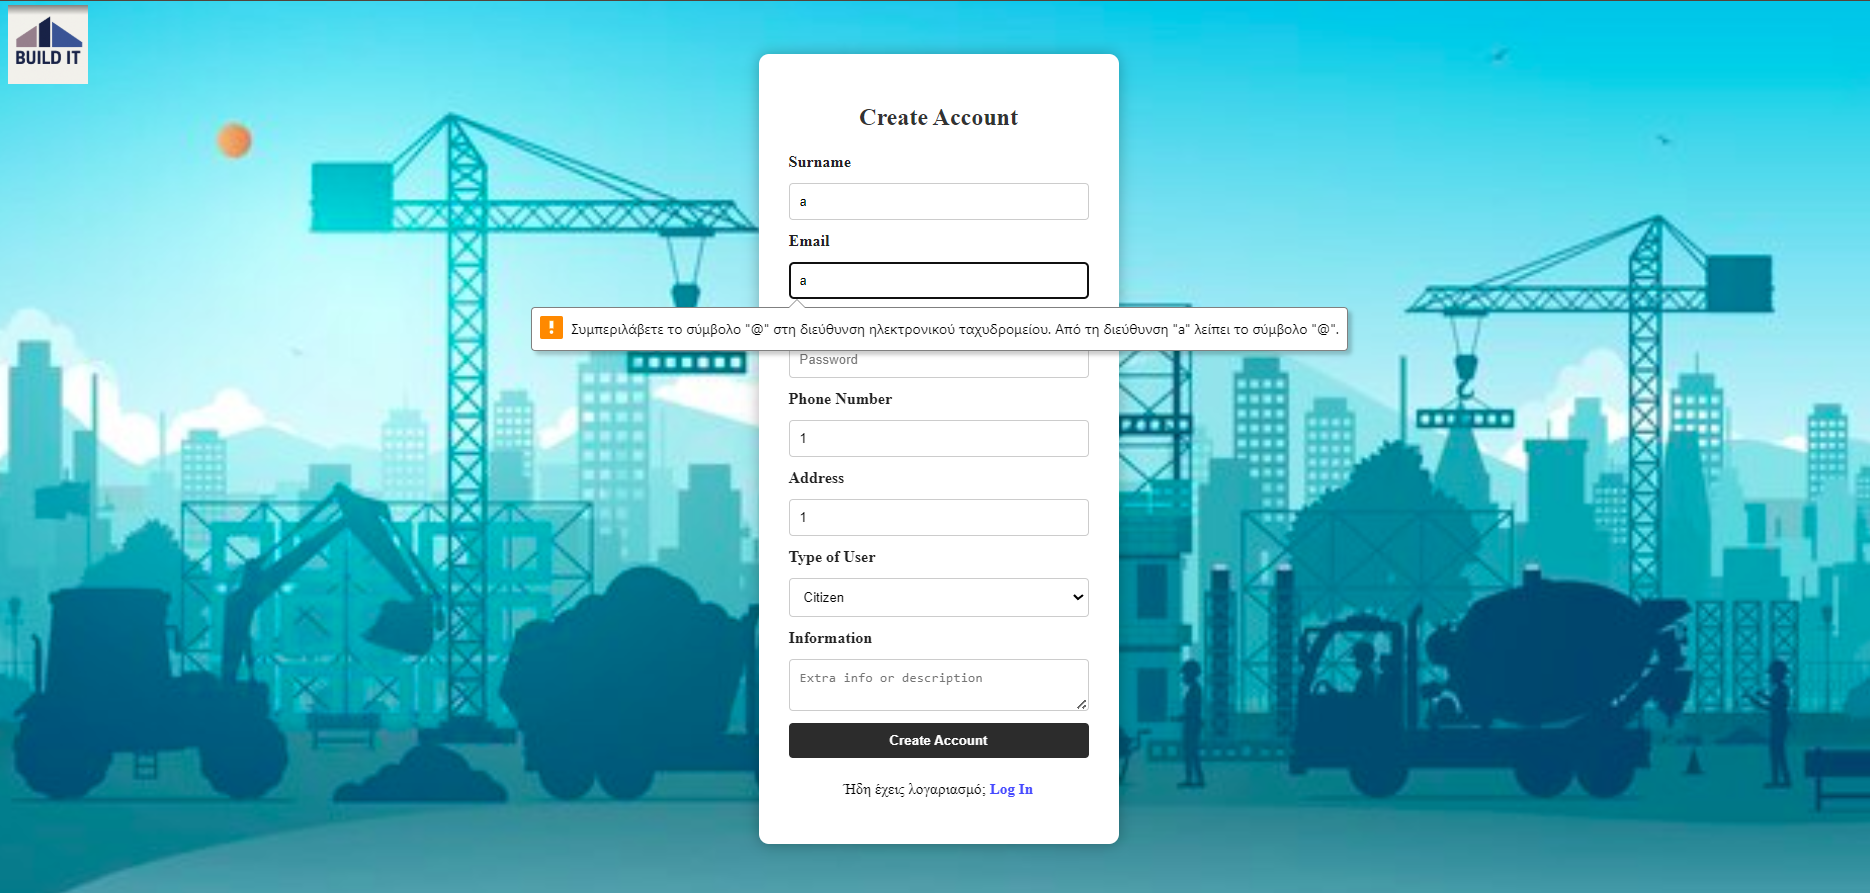 BUILD IT
Create Account
Surname
a
Email
a
Συμπεριλάβετε το σύμβολο "@" στη διεύθυνση ηλεκτρονικού ταχυδρομείου. Από τη διεύθυνση "a" λείπει το σύμβολο "@".
Password
Phone Number
1
Address
1
Type of User
Citizen
Information
Extra info or description
Create Account
Ήδη έχεις λογαριασμό; Log In